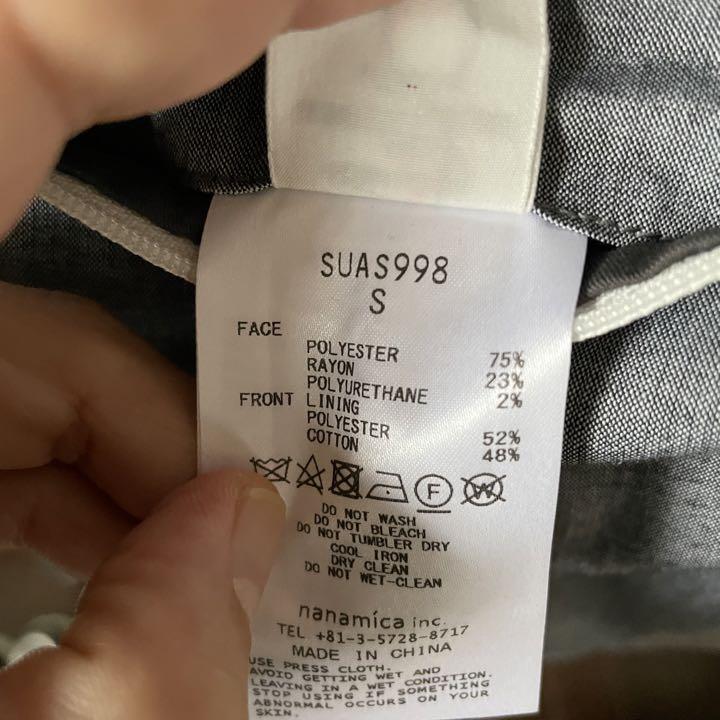 SUAS998
S
FACE
POLYESTER 75%
RAYON 23%
POLYURETHANE 2%
FRONT LINING
POLYESTER 52%
COTTON 48%
F
W
DO NOT WASH
DO NOT BLEACH
DO NOT TUMBLER DRY
COOL IRON
DRY CLEAN
DO NOT WET-CLEAN
nanamica inc.
TEL +81-3-5728-8717
MADE IN CHINA
USE PRESS CLOTH.
AVOID GETTING WET AND
LEAVING IN A WET CONDITION.
STOP USING IF SOMETHING
ABNORMAL OCCURS ON YOUR
SKIN.